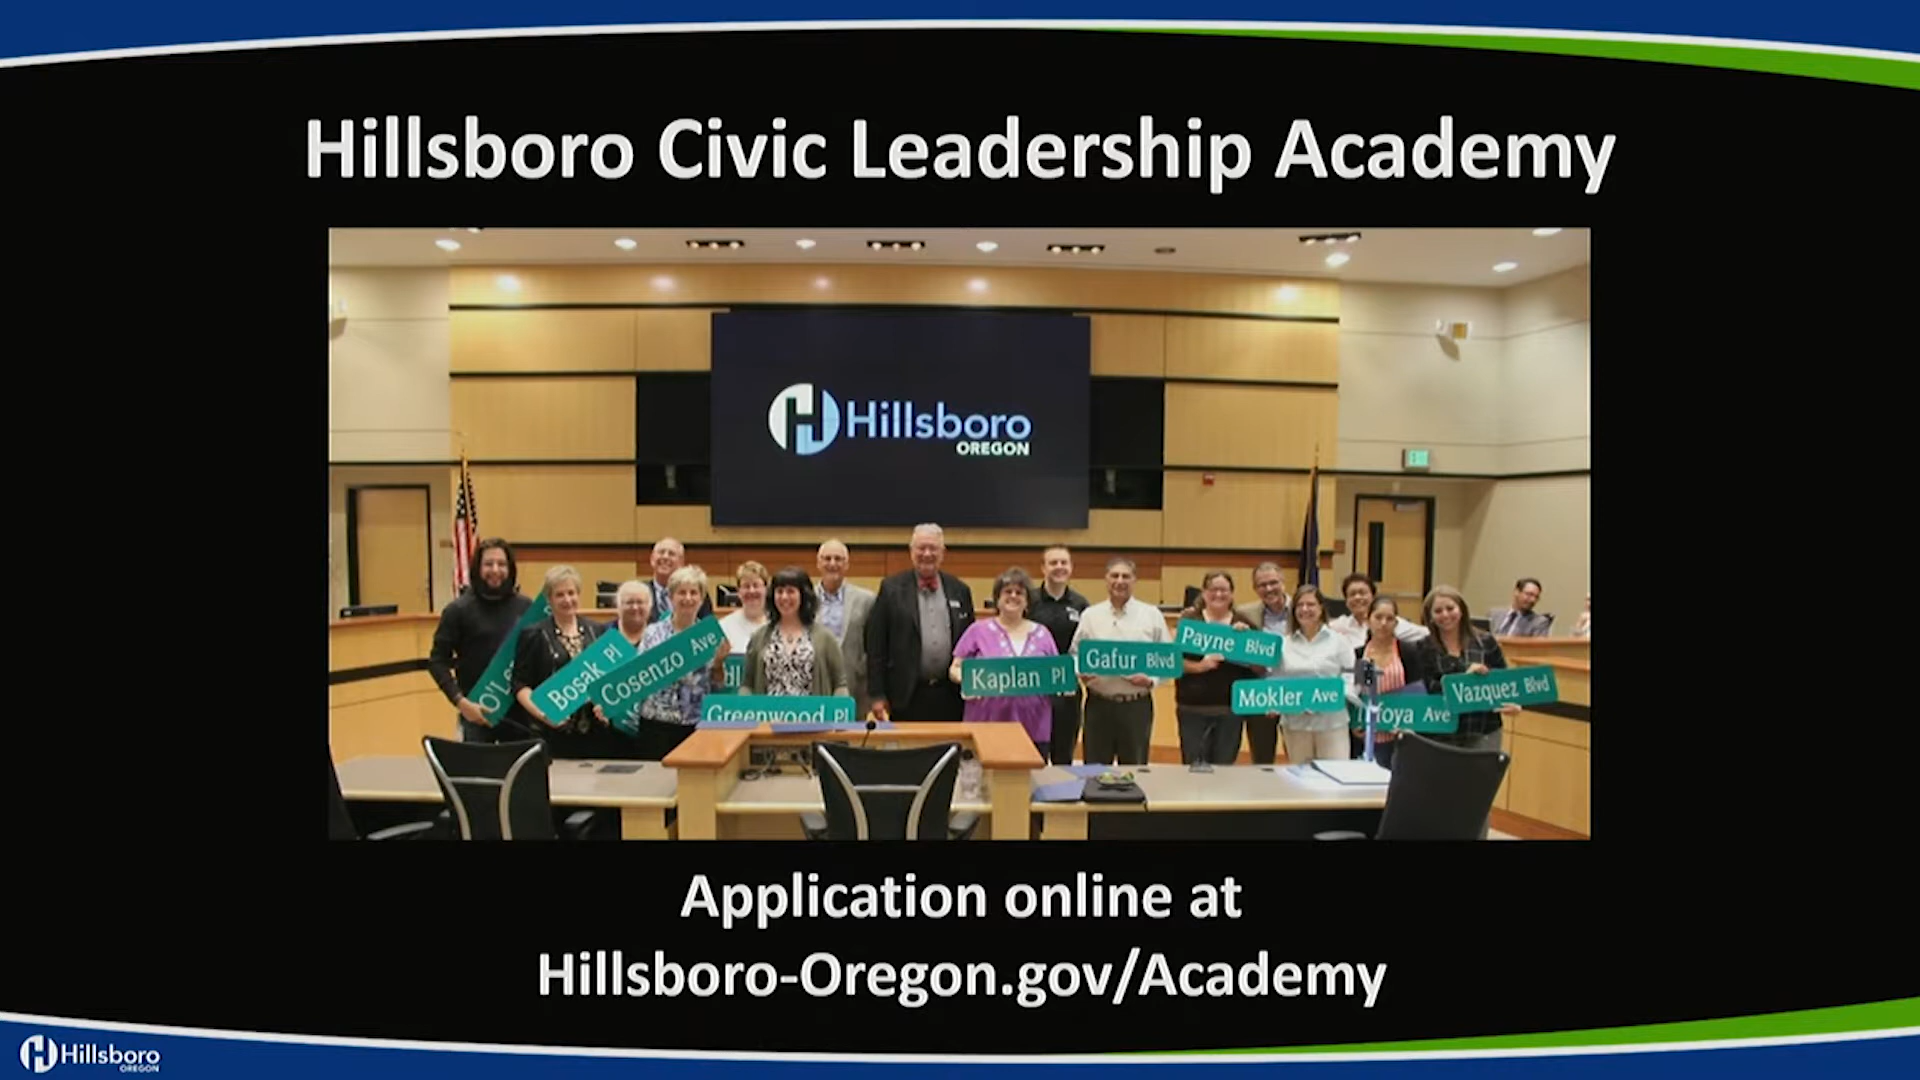 Hillsboro Civic Leadership Academy
Hillsboro
OREGON
EXIT
Bosak Pl
Cosenzo Ave
Greenwood Pl
Kaplan Pl
Gafur Blvd
Payne Blvd
Mokler Ave
Ave
Vazquez Blvd
Application online at
Hillsboro-Oregon.gov/Academy
Hillsboro
OREGON